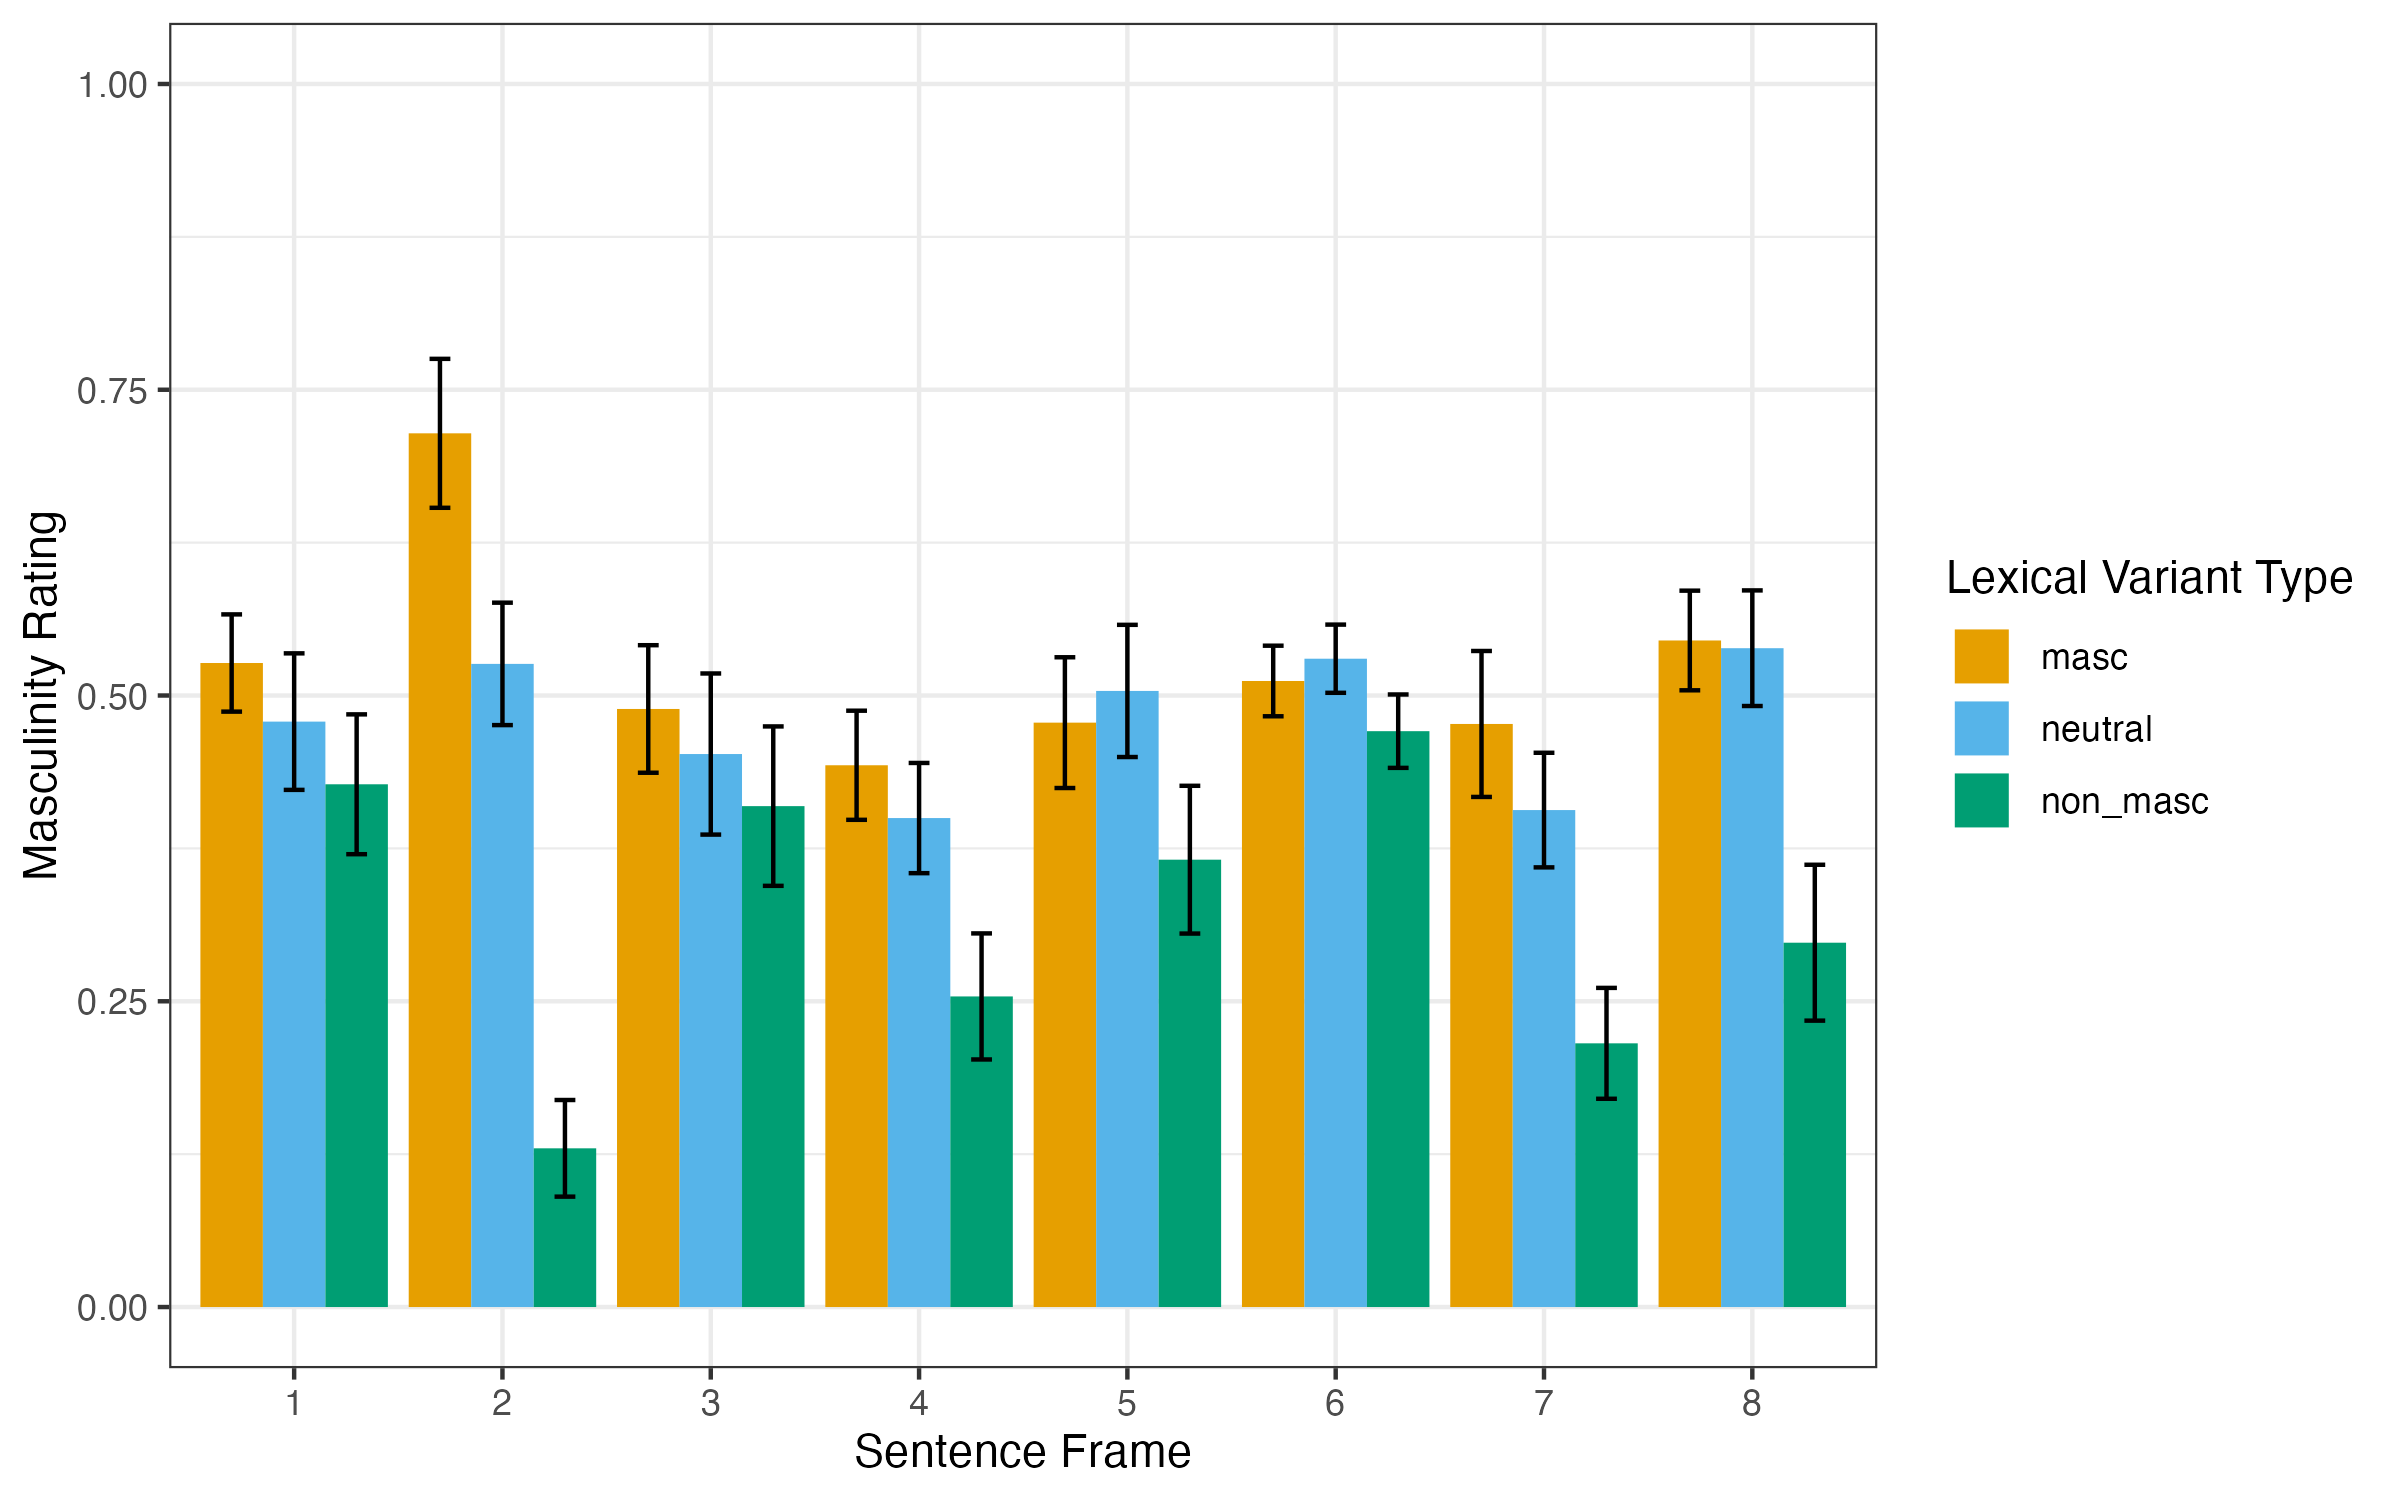 1.00
0.75
0.50
0.25
0.00
Masculinity Rating
1 2 3 4 5 6 7 8
Sentence Frame
Lexical Variant Type
masc
neutral
non_masc